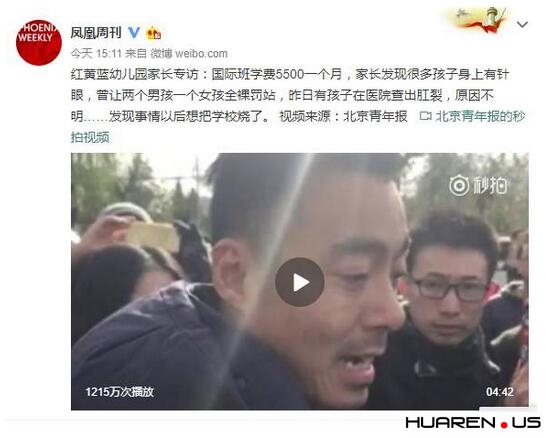 PHOENIX
WEEKLY
凤凰周刊
今天 15:11 来自 微博 weibo.com
红黄蓝幼儿园家长专访：国际班学费5500一个月，家长发现很多孩子身上有针
眼，曾让两个男孩一个女孩全裸罚站，昨日有孩子在医院查出肛裂，原因不
明……发现事情以后想把学校烧了。 视频来源：北京青年报 北京青年报的秒
拍视频
秒拍
1215万次播放
04:42
HUAREN.US